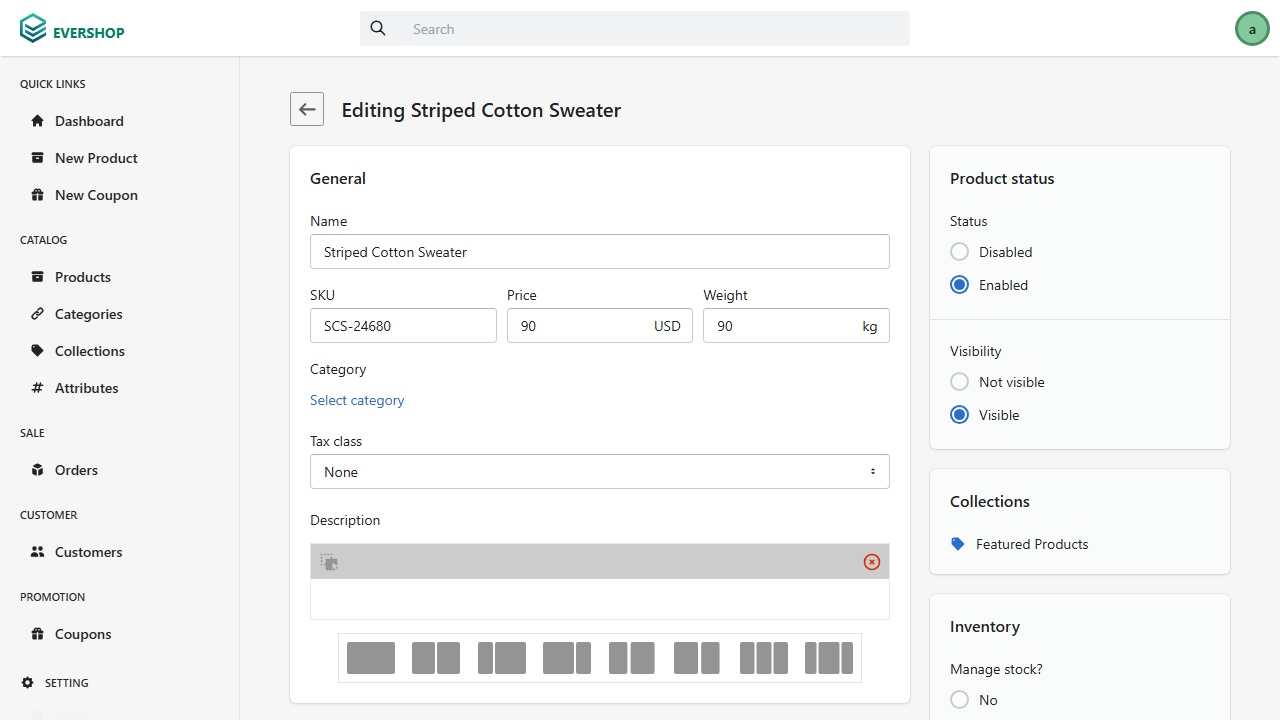 EVERSHOP
Search
a
QUICK LINKS
Dashboard
New Product
New Coupon
CATALOG
Products
Categories
Collections
Attributes
SALE
Orders
CUSTOMER
Customers
PROMOTION
Coupons
SETTING
Editing Striped Cotton Sweater
General
Name
Striped Cotton Sweater
SKU
Price
Weight
SCS-24680
90 USD
90 kg
Category
Select category
Tax class
None
Description
Product status
Status
Disabled
Enabled
Visibility
Not visible
Visible
Collections
Featured Products
Inventory
Manage stock?
No